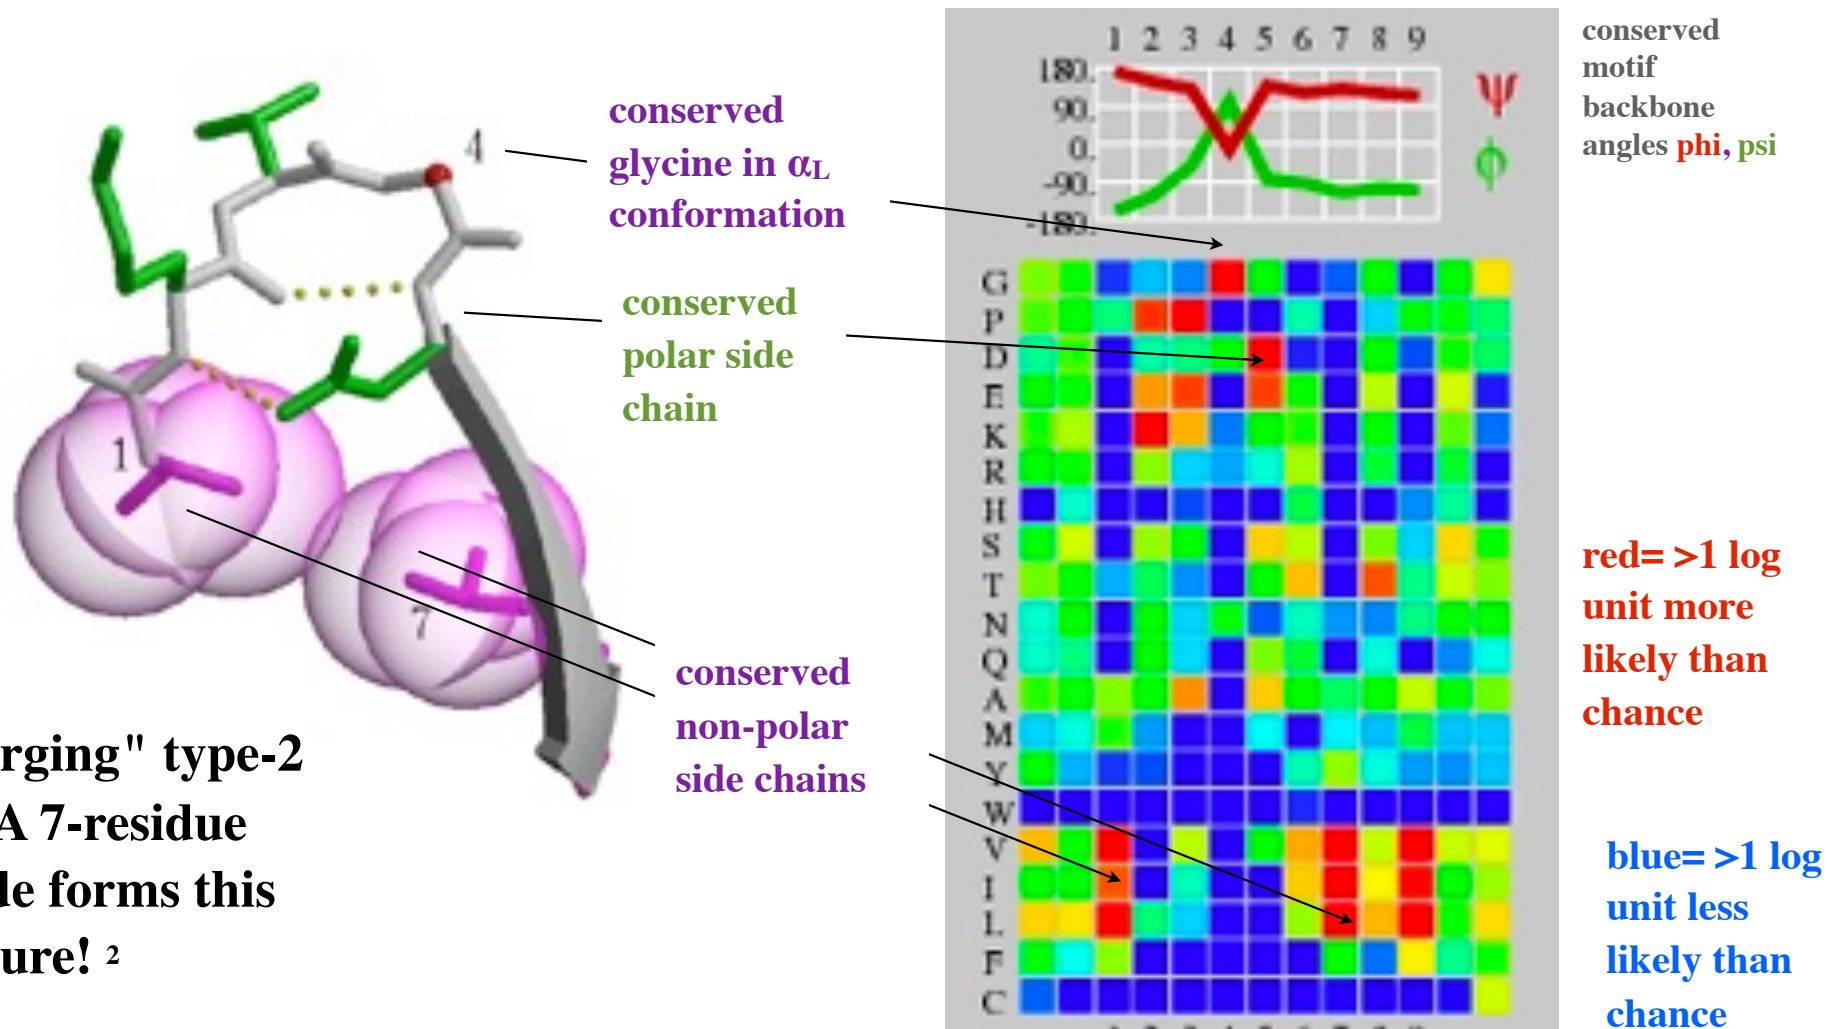 1 2 3 4 5 6 7 8 9
180.
90.
0.
-90.
-180.
Ψ
ϕ
conserved
motif
backbone
angles phi, psi
4
1
7
conserved
glycine in αL
conformation
conserved
polar side
chain
conserved
non-polar
side chains
rging" type-2
A 7-residue
le forms this
ure! 2
G
P
D
E
K
R
H
S
T
N
Q
A
M
Y
W
V
I
L
F
C
red= >1 log
unit more
likely than
chance
blue= >1 log
unit less
likely than
chance